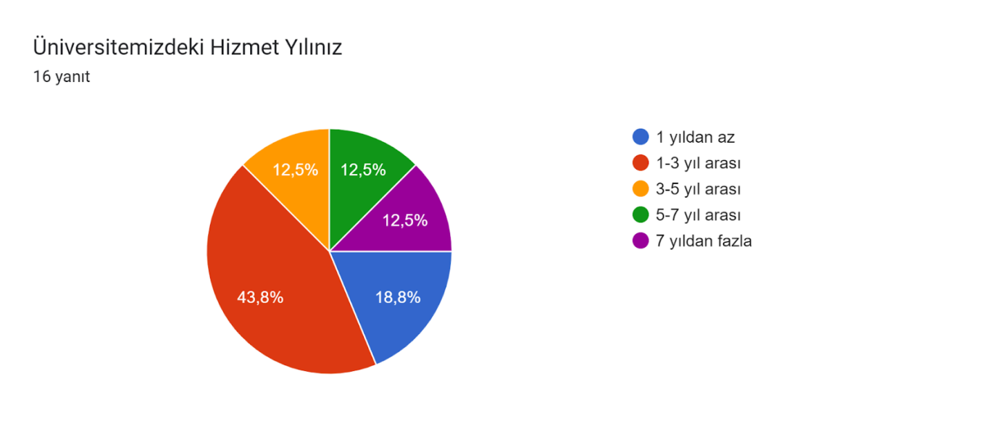 Üniversitemizdeki Hizmet Yılınız
16 yanıt
12,5%
12,5%
12,5%
43,8%
18,8%
1 yıldan az
1-3 yıl arası
3-5 yıl arası
5-7 yıl arası
7 yıldan fazla